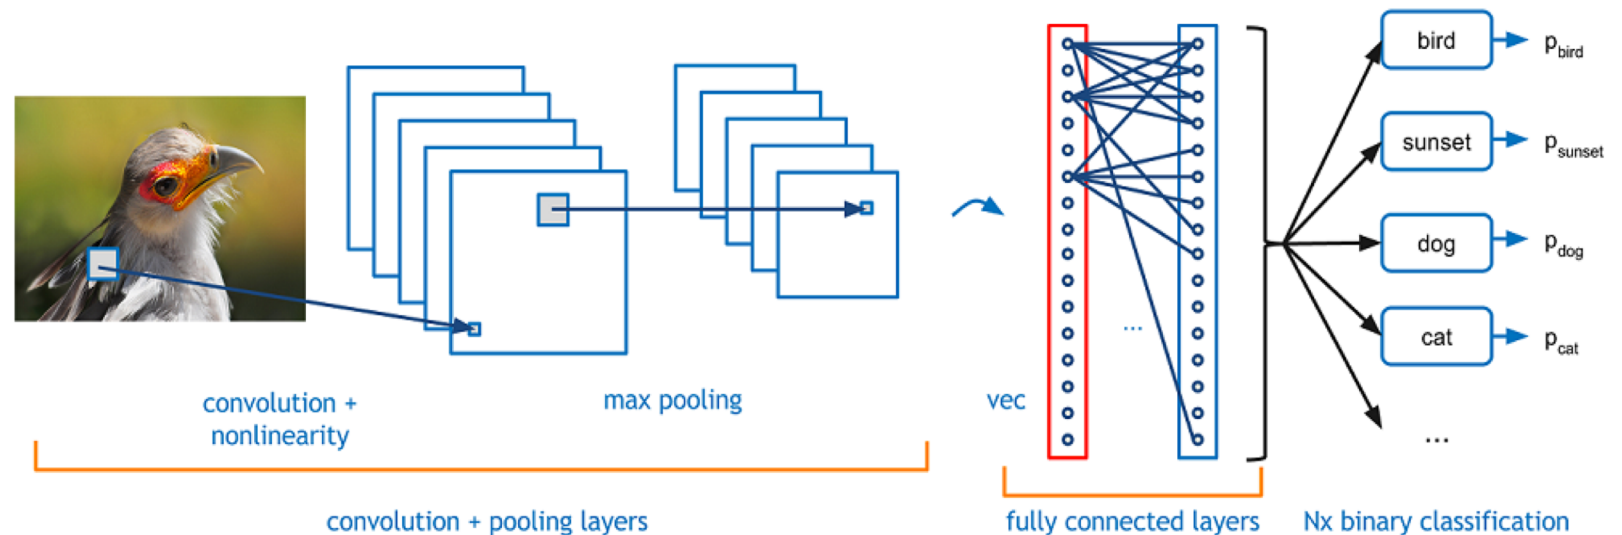 convolution +
nonlinearity
max pooling
vec
convolution + pooling layers
fully connected layers
Nx binary classification
...
bird
p_bird
sunset
p_sunset
dog
p_dog
cat
p_cat
...